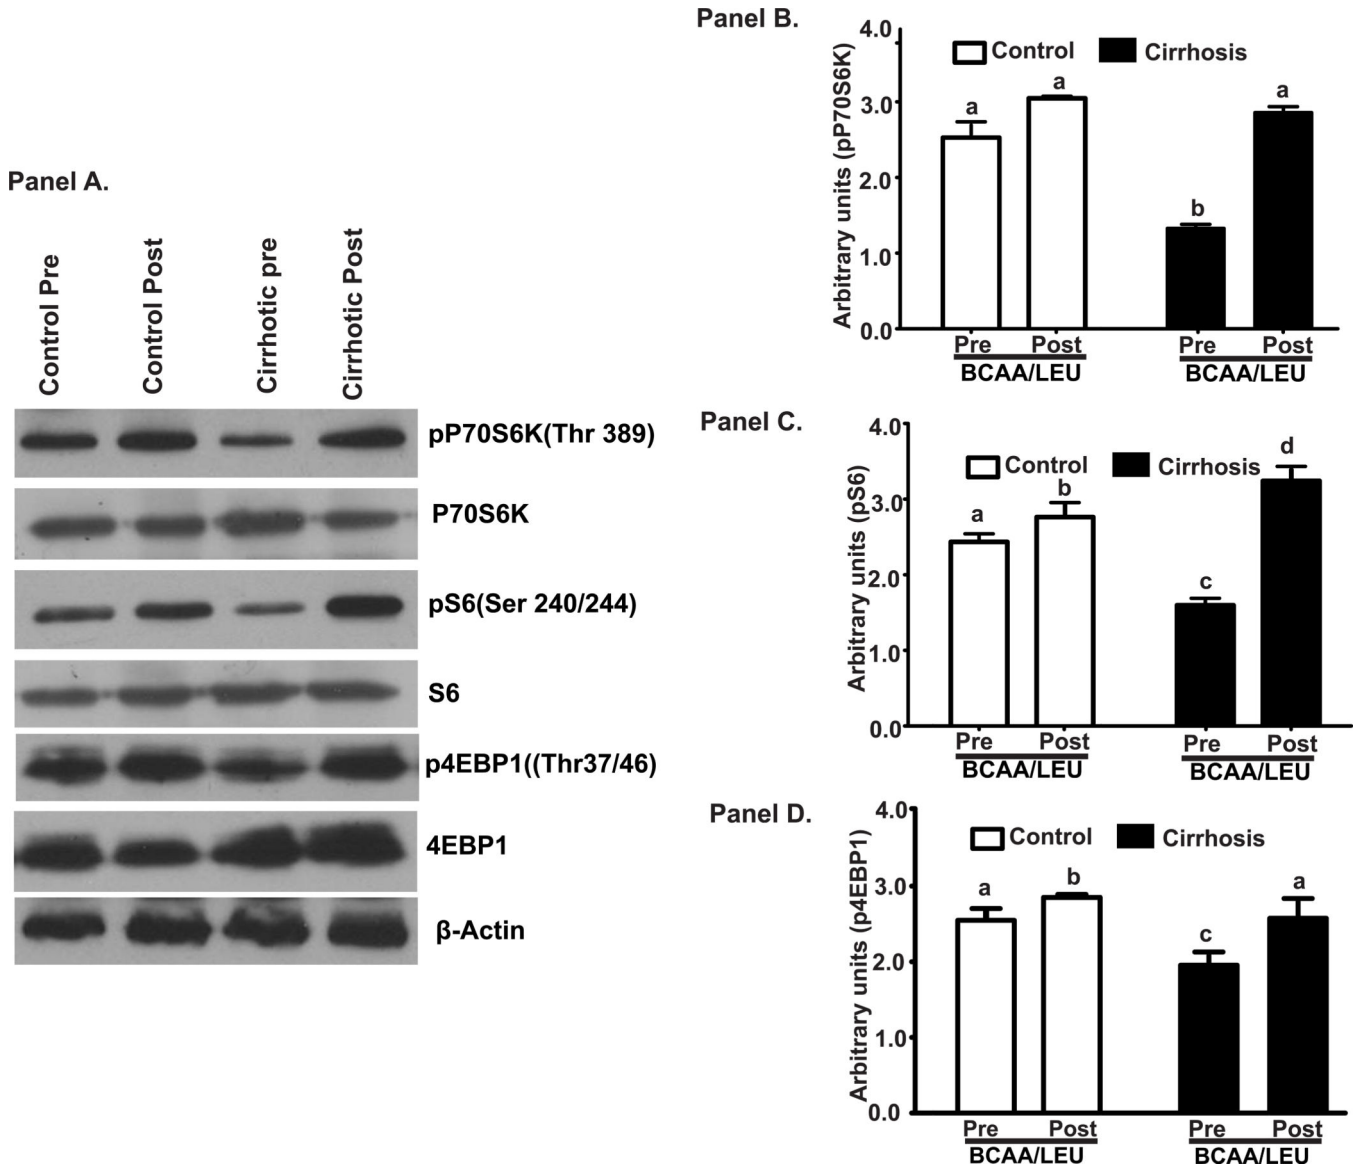 Panel A.
Control Pre
Control Post
Cirrhotic pre
Cirrhotic Post
pP70S6K(Thr 389)
P70S6K
pS6(Ser 240/244)
S6
p4EBP1((Thr37/46)
4EBP1
β-Actin
Panel B.
Arbitrary units (pP70S6K)
4.0
3.0
2.0
1.0
0.0
Control
Cirrhosis
a
a
b
a
Pre
Post
Pre
Post
BCAA/LEU
BCAA/LEU
Panel C.
Arbitrary units (pS6)
4.0
3.0
2.0
1.0
0.0
Control
Cirrhosis
a
b
c
d
Pre
Post
Pre
Post
BCAA/LEU
BCAA/LEU
Panel D.
Arbitrary units (p4EBP1)
4.0
3.0
2.0
1.0
0.0
Control
Cirrhosis
a
b
c
a
Pre
Post
Pre
Post
BCAA/LEU
BCAA/LEU